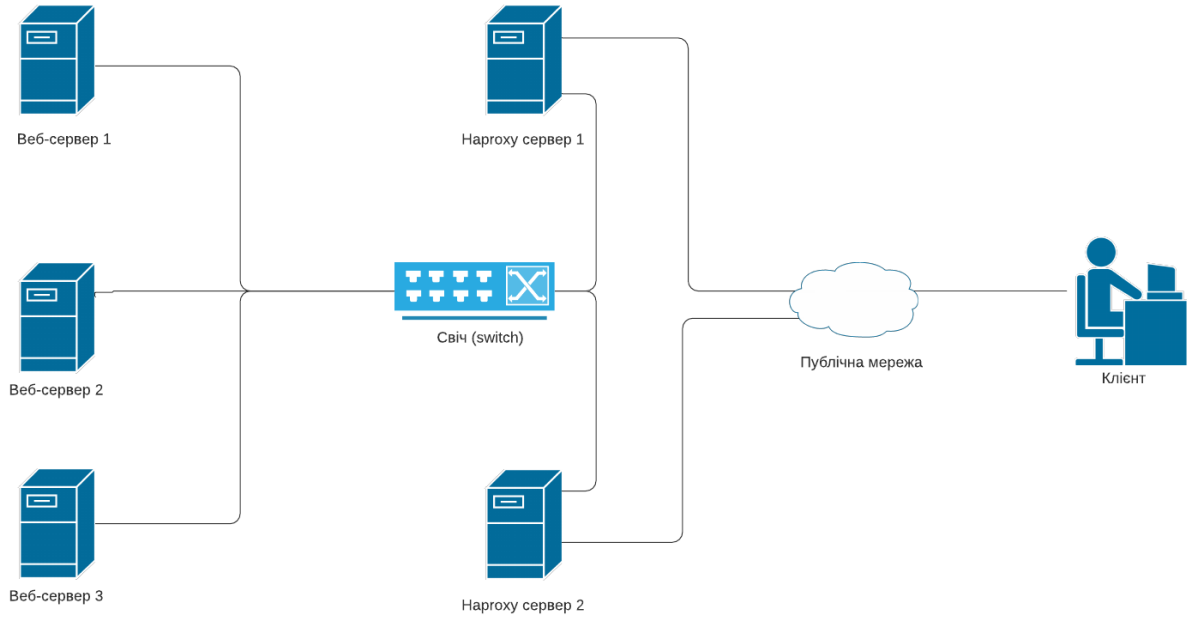 Веб-сервер 1
Haproxy сервер 1
Веб-сервер 2
Свіч (switch)
Публічна мережа
Клієнт
Веб-сервер 3
Haproxy сервер 2